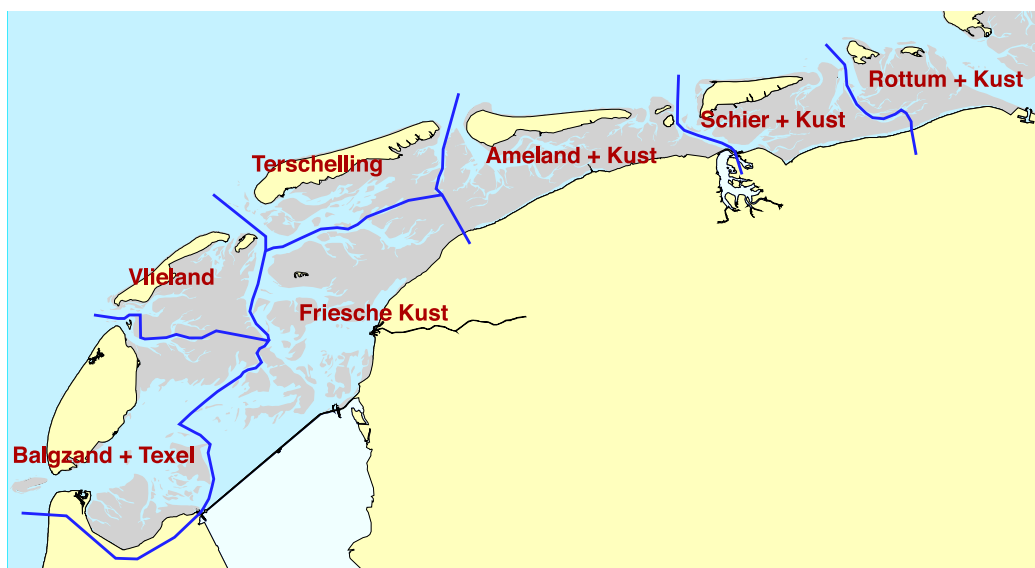 Rottum + Kust
Schier + Kust
Ameland + Kust
Terschelling
Vlieland
Friesche Kust
Balgzand + Texel